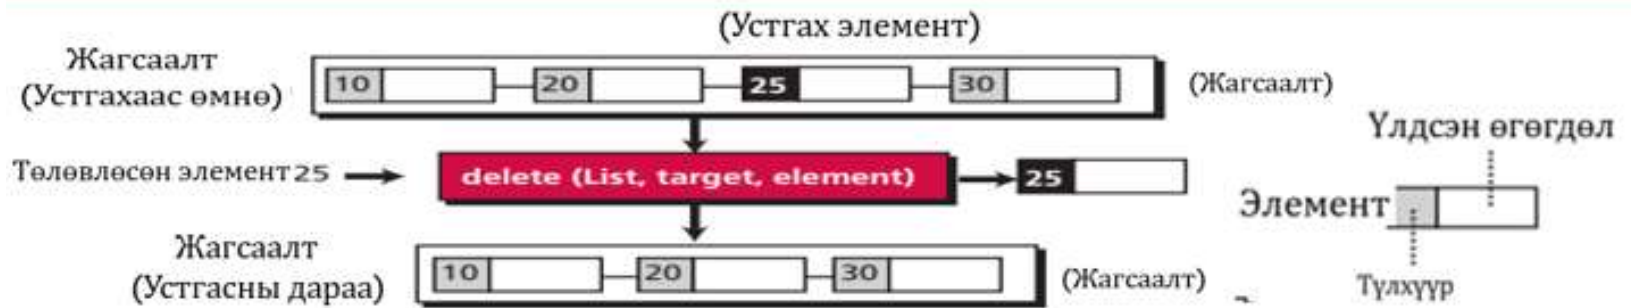 (Устгах элемент)
Жагсаалт
(Устгахаас өмнө)
10 20 25 30
(Жагсаалт)
Үлдсэн өгөгдөл
Төлөвлөсөн элемент 25
delete (List, target, element)
25
Элемент
Жагсаалт
(Устгасны дараа)
10 20 30
(Жагсаалт)
Түлхүүр